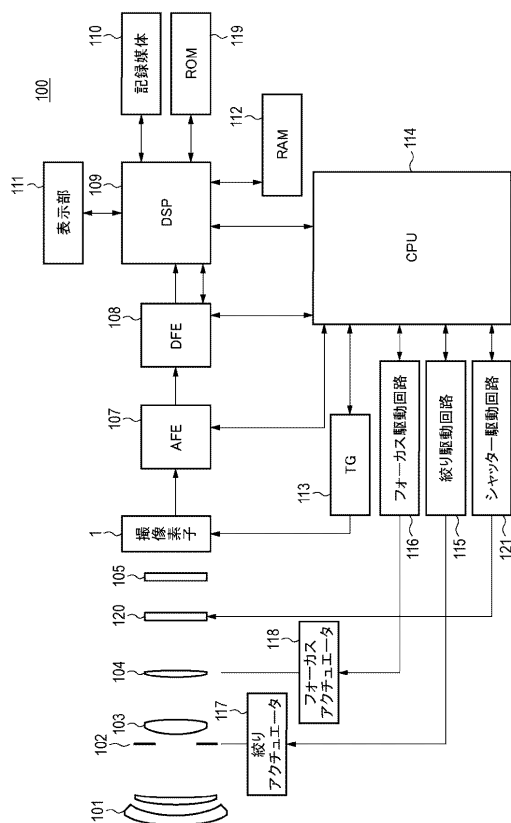 100
101
102
103
104
120
105
1
撮像素子
107
AFE
108
DFE
109
DSP
111
表示部
110
記録媒体
119
ROM
112
RAM
114
CPU
113
TG
116
フォーカス駆動回路
115
絞り駆動回路
121
シャッター駆動回路
118
フォーカス
アクチュエータ
117
絞り
アクチュエータ